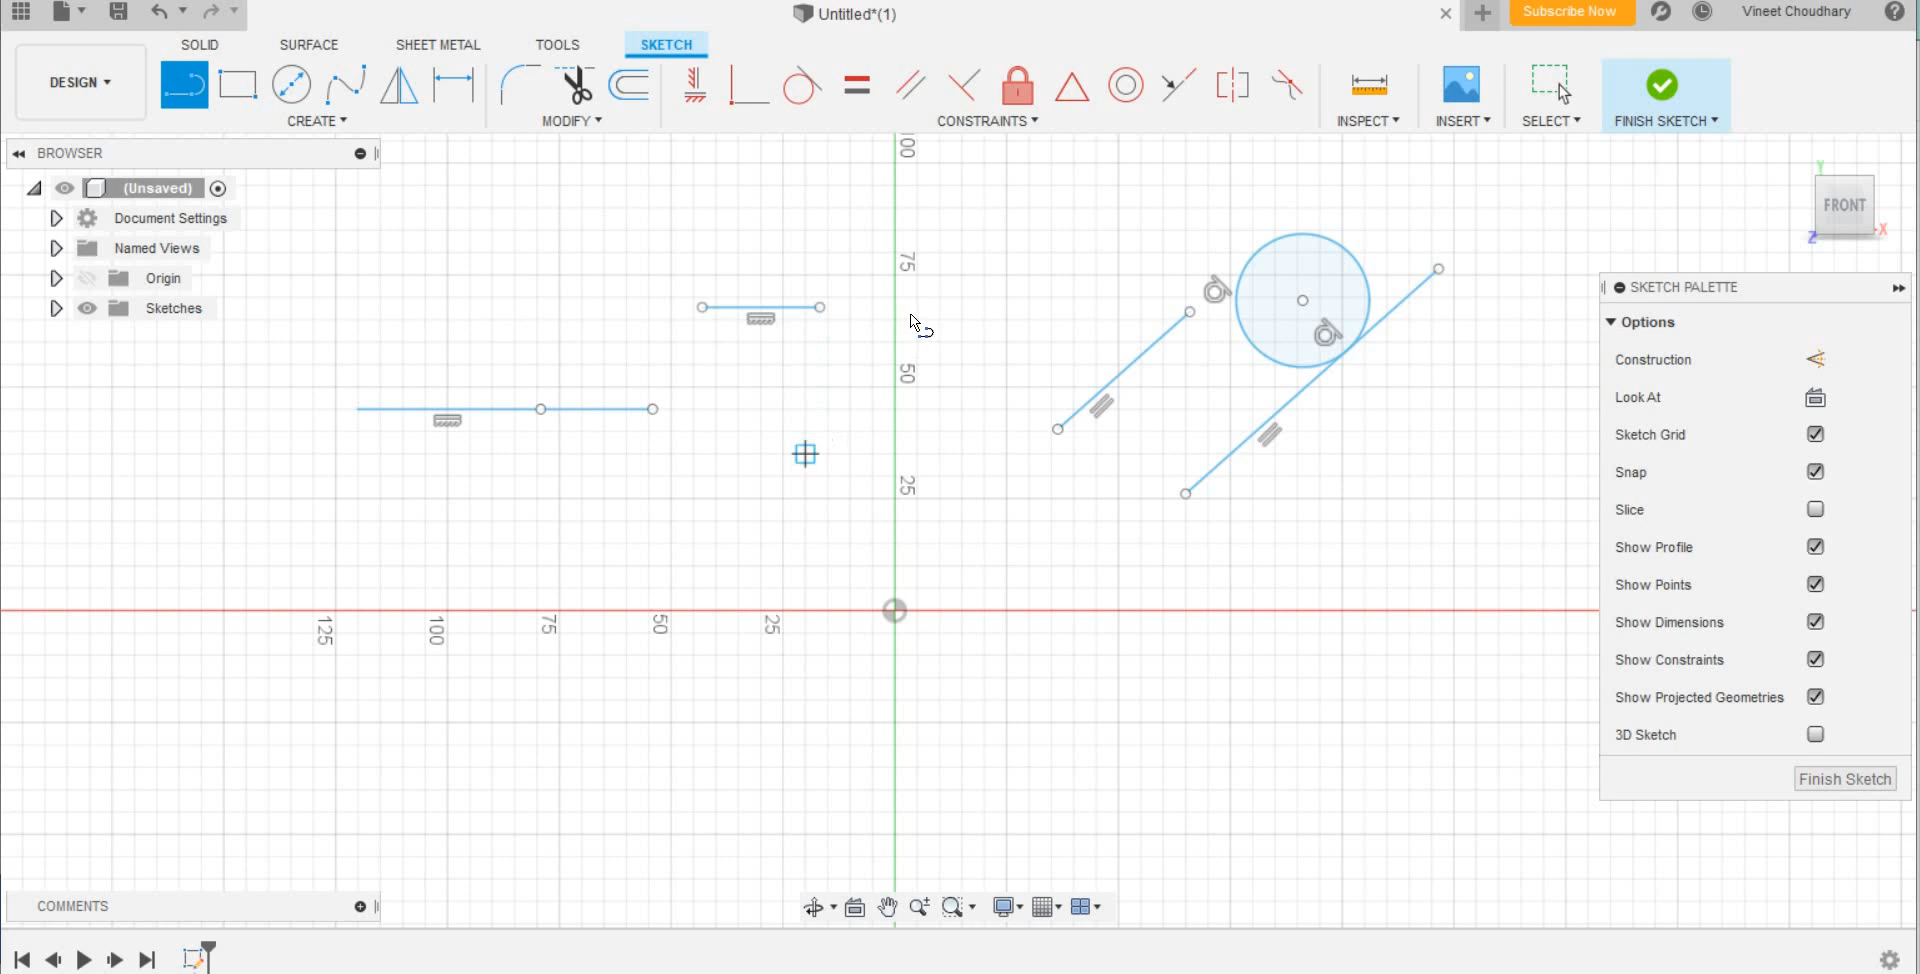 Untitled*(1)
Subscribe Now
Vineet Choudhary
SOLID
SURFACE
SHEET METAL
TOOLS
SKETCH
DESIGN
CREATE
MODIFY
CONSTRAINTS
INSPECT
INSERT
SELECT
FINISH SKETCH
BROWSER
(Unsaved)
Document Settings
Named Views
Origin
Sketches
100
75
50
25
125
100
75
50
25
Y
FRONT
X
Z
SKETCH PALETTE
Options
Construction
Look At
Sketch Grid
Snap
Slice
Show Profile
Show Points
Show Dimensions
Show Constraints
Show Projected Geometries
3D Sketch
Finish Sketch
COMMENTS